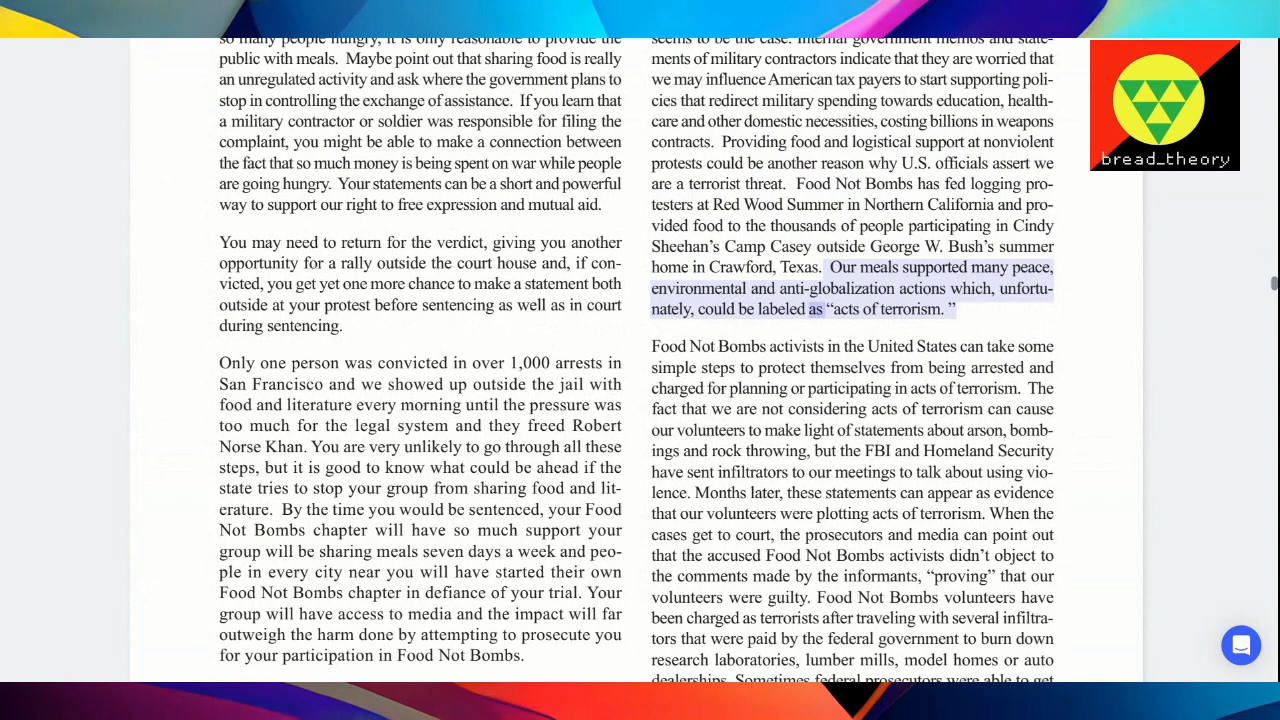 so many people hungry, it is only reasonable to provide the
public with meals. Maybe point out that sharing food is really
an unregulated activity and ask where the government plans to
stop in controlling the exchange of assistance. If you learn that
a military contractor or soldier was responsible for filing the
complaint, you might be able to make a connection between
the fact that so much money is being spent on war while people
are going hungry. Your statements can be a short and powerful
way to support our right to free expression and mutual aid.
You may need to return for the verdict, giving you another
opportunity for a rally outside the court house and, if con-
victed, you get yet one more chance to make a statement both
outside at your protest before sentencing as well as in court
during sentencing.
Only one person was convicted in over 1,000 arrests in
San Francisco and we showed up outside the jail with
food and literature every morning until the pressure was
too much for the legal system and they freed Robert
Norse Khan. You are very unlikely to go through all these
steps, but it is good to know what could be ahead if the
state tries to stop your group from sharing food and lit-
erature. By the time you would be sentenced, your Food
Not Bombs chapter will have so much support your
group will be sharing meals seven days a week and peo-
ple in every city near you will have started their own
Food Not Bombs chapter in defiance of your trial. Your
group will have access to media and the impact will far
outweigh the harm done by attempting to prosecute you
for your participation in Food Not Bombs.
seems to be the case. Internal government memos and state-
ments of military contractors indicate that they are worried that
we may influence American tax payers to start supporting poli-
cies that redirect military spending towards education, health-
care and other domestic necessities, costing billions in weapons
contracts. Providing food and logistical support at nonviolent
protests could be another reason why U.S. officials assert we
are a terrorist threat. Food Not Bombs has fed logging pro-
testers at Red Wood Summer in Northern California and pro-
vided food to the thousands of people participating in Cindy
Sheehan's Camp Casey outside George W. Bush's summer
home in Crawford, Texas. Our meals supported many peace,
environmental and anti-globalization actions which, unfortu-
nately, could be labeled as “acts of terrorism. ”
Food Not Bombs activists in the United States can take some
simple steps to protect themselves from being arrested and
charged for planning or participating in acts of terrorism. The
fact that we are not considering acts of terrorism can cause
our volunteers to make light of statements about arson, bomb-
ings and rock throwing, but the FBI and Homeland Security
have sent infiltrators to our meetings to talk about using vio-
lence. Months later, these statements can appear as evidence
that our volunteers were plotting acts of terrorism. When the
cases get to court, the prosecutors and media can point out
that the accused Food Not Bombs activists didn't object to
the comments made by the informants, “proving” that our
volunteers were guilty. Food Not Bombs volunteers have
been charged as terrorists after traveling with several infiltra-
tors that were paid by the federal government to burn down
research laboratories, lumber mills, model homes or auto
dealerships. Sometimes federal prosecutors were able to get
bread_theory